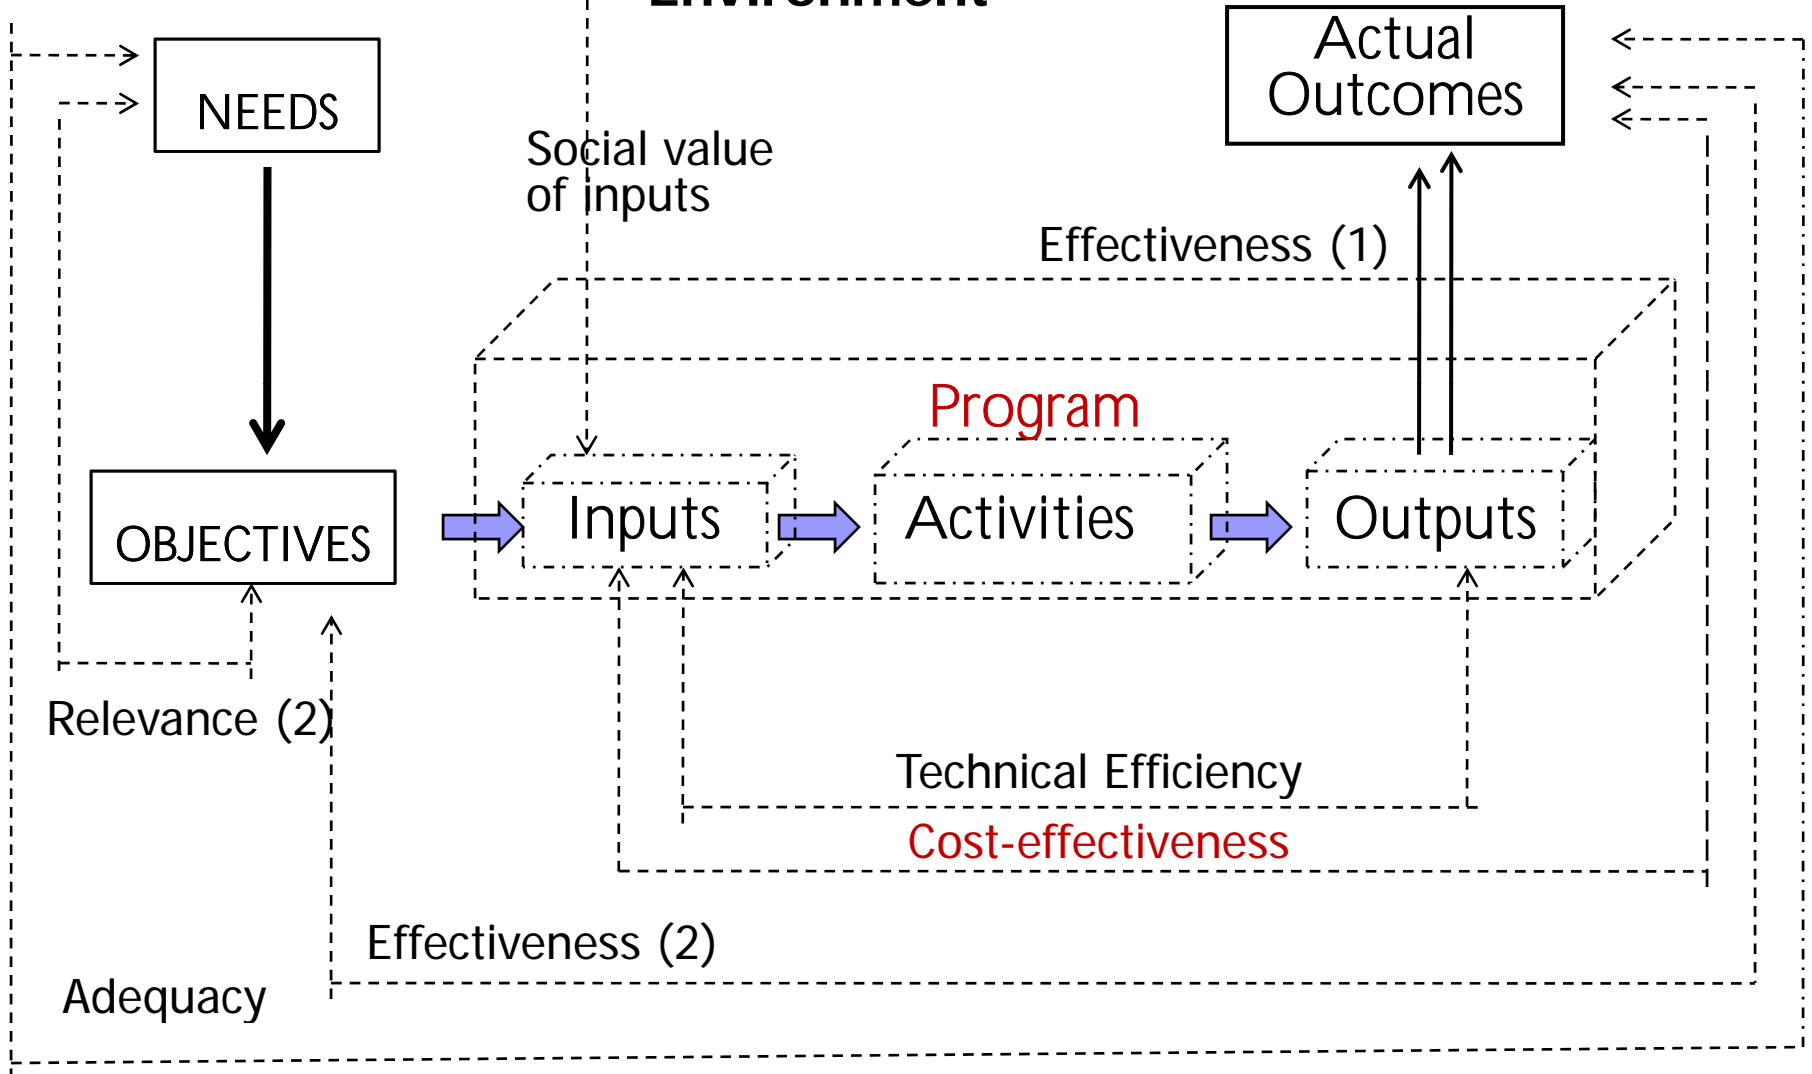 Environment
Actual
Outcomes
NEEDS
Social value
of inputs
Effectiveness (1)
Program
OBJECTIVES
Inputs
Activities
Outputs
Relevance (2)
Technical Efficiency
Cost-effectiveness
Effectiveness (2)
Adequacy